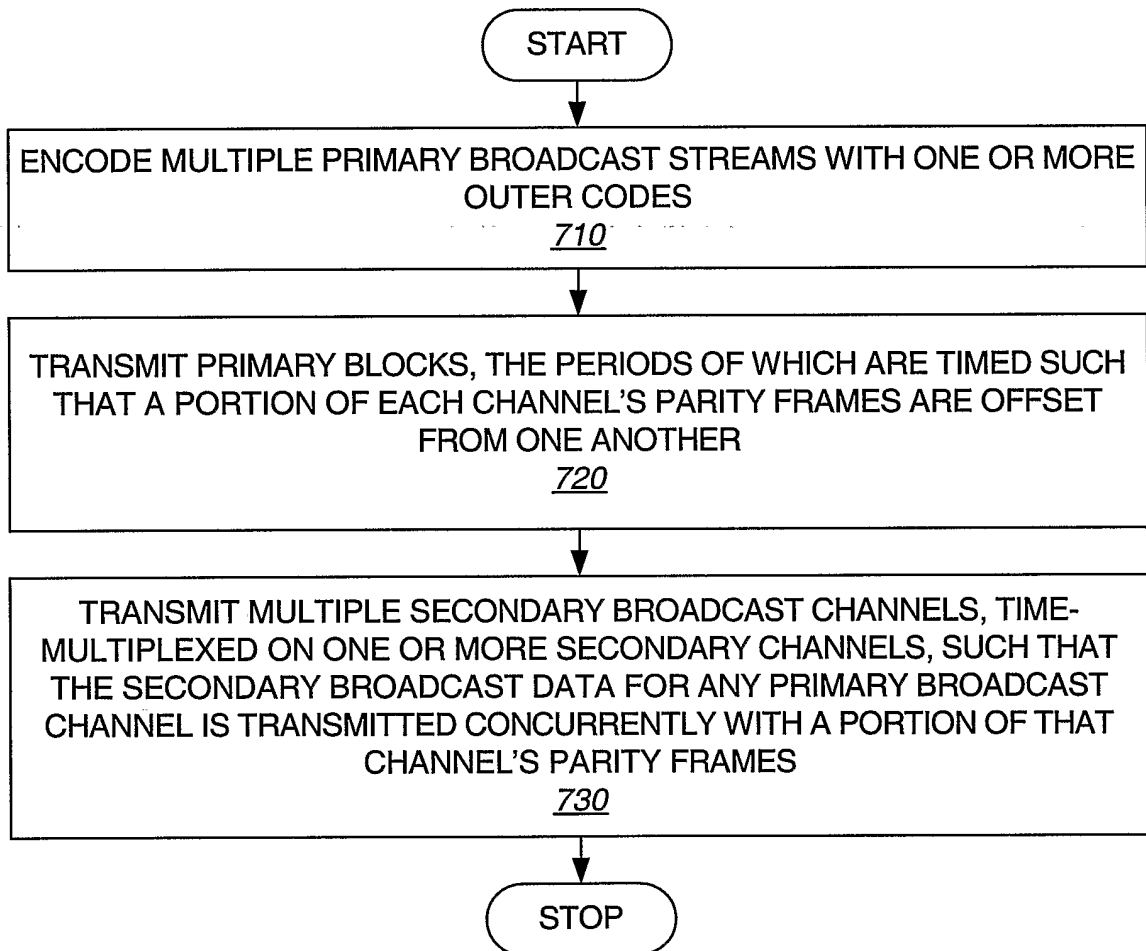 START
ENCODE MULTIPLE PRIMARY BROADCAST STREAMS WITH ONE OR MORE
OUTER CODES
710
TRANSMIT PRIMARY BLOCKS, THE PERIODS OF WHICH ARE TIMED SUCH
THAT A PORTION OF EACH CHANNEL'S PARITY FRAMES ARE OFFSET
FROM ONE ANOTHER
720
TRANSMIT MULTIPLE SECONDARY BROADCAST CHANNELS, TIME-
MULTIPLEXED ON ONE OR MORE SECONDARY CHANNELS, SUCH THAT
THE SECONDARY BROADCAST DATA FOR ANY PRIMARY BROADCAST
CHANNEL IS TRANSMITTED CONCURRENTLY WITH A PORTION OF THAT
CHANNEL'S PARITY FRAMES
730
STOP